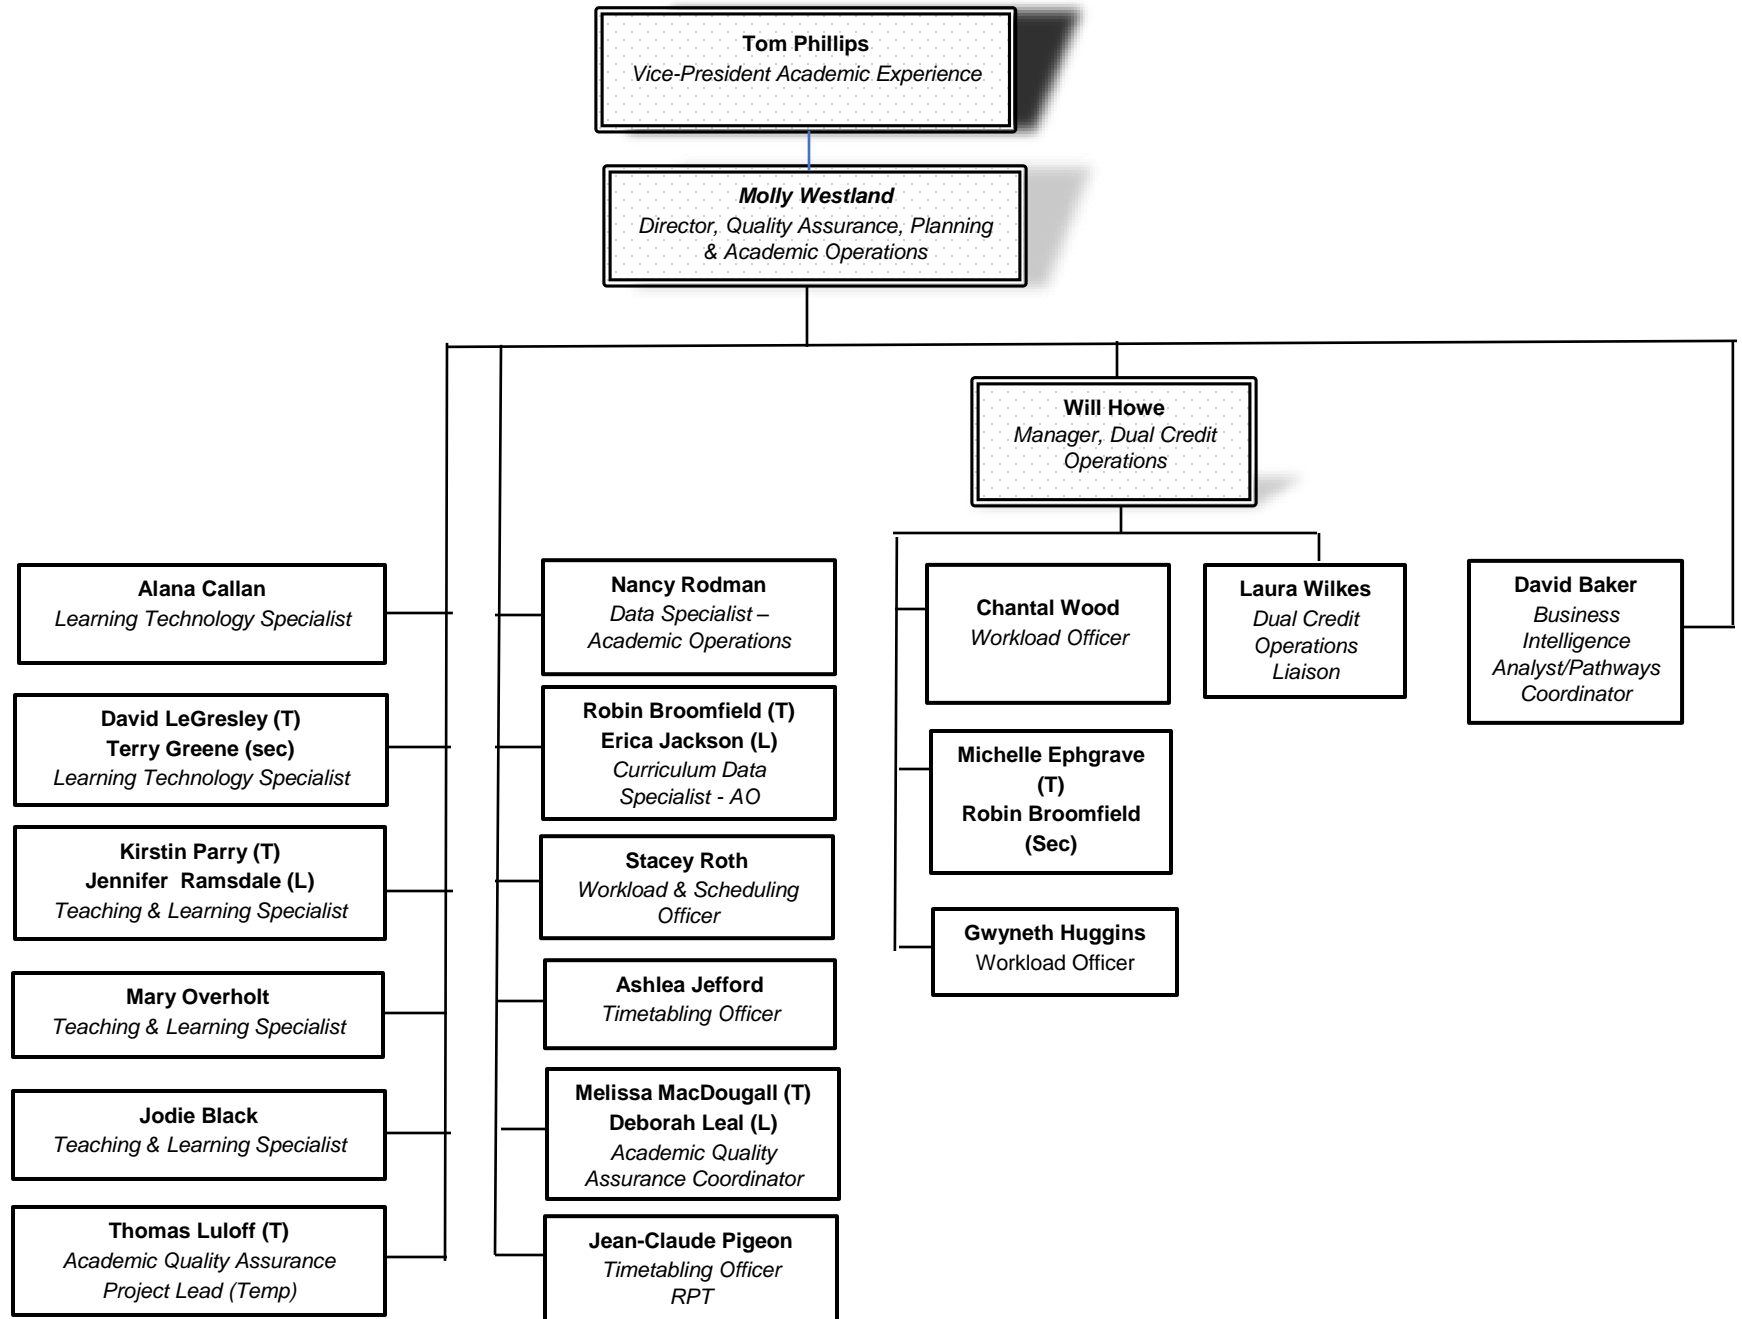 Tom Phillips
Vice-President Academic Experience
Molly Westland
Director, Quality Assurance, Planning
& Academic Operations
Will Howe
Manager, Dual Credit
Operations
Alana Callan
Learning Technology Specialist
David LeGresley (T)
Terry Greene (sec)
Learning Technology Specialist
Kirstin Parry (T)
Jennifer Ramsdale (L)
Teaching & Learning Specialist
Mary Overholt
Teaching & Learning Specialist
Jodie Black
Teaching & Learning Specialist
Thomas Luloff (T)
Academic Quality Assurance
Project Lead (Temp)
Nancy Rodman
Data Specialist –
Academic Operations
Robin Broomfield (T)
Erica Jackson (L)
Curriculum Data
Specialist - AO
Stacey Roth
Workload & Scheduling
Officer
Ashlea Jefford
Timetabling Officer
Melissa MacDougall (T)
Deborah Leal (L)
Academic Quality
Assurance Coordinator
Jean-Claude Pigeon
Timetabling Officer
RPT
Chantal Wood
Workload Officer
Michelle Ephgrave
(T)
Robin Broomfield
(Sec)
Gwyneth Huggins
Workload Officer
Laura Wilkes
Dual Credit
Operations
Liaison
David Baker
Business
Intelligence
Analyst/Pathways
Coordinator